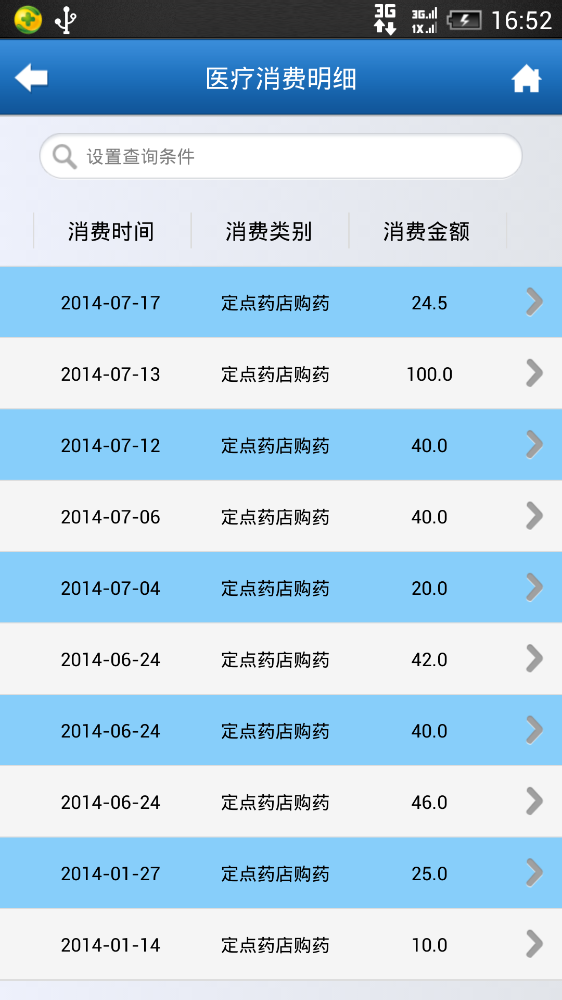 3G 3G 1X 16:52
医疗消费明细
设置查询条件
消费时间 消费类别 消费金额
2014-07-17 定点药店购药 24.5
2014-07-13 定点药店购药 100.0
2014-07-12 定点药店购药 40.0
2014-07-06 定点药店购药 40.0
2014-07-04 定点药店购药 20.0
2014-06-24 定点药店购药 42.0
2014-06-24 定点药店购药 40.0
2014-06-24 定点药店购药 46.0
2014-01-27 定点药店购药 25.0
2014-01-14 定点药店购药 10.0